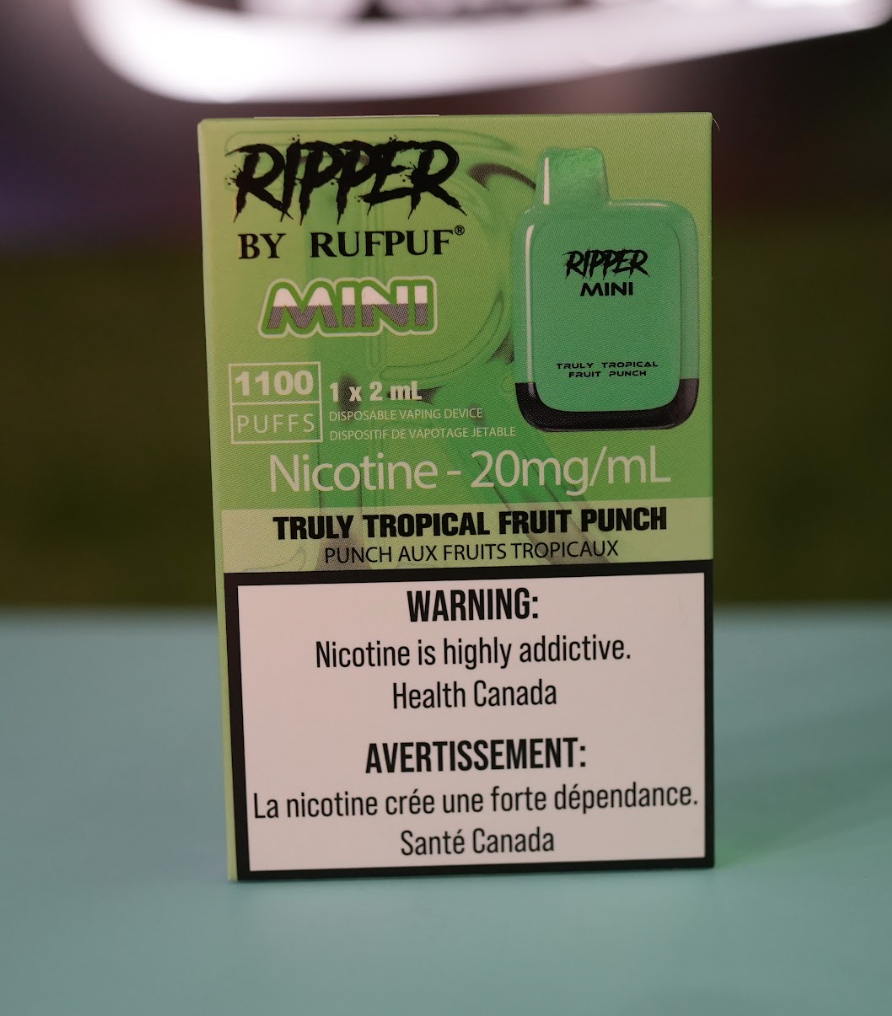 RIPPER
BY RUFPUF®
MINI
1100
PUFFS
1 x 2 mL
DISPOSABLE VAPING DEVICE
DISPOSITIF DE VAPOTAGE JETABLE
RIPPER
MINI
TRULY TROPICAL
FRUIT PUNCH
Nicotine - 20mg/mL
TRULY TROPICAL FRUIT PUNCH
PUNCH AUX FRUITS TROPICAUX
WARNING:
Nicotine is highly addictive.
Health Canada
AVERTISSEMENT:
La nicotine crée une forte dépendance.
Santé Canada